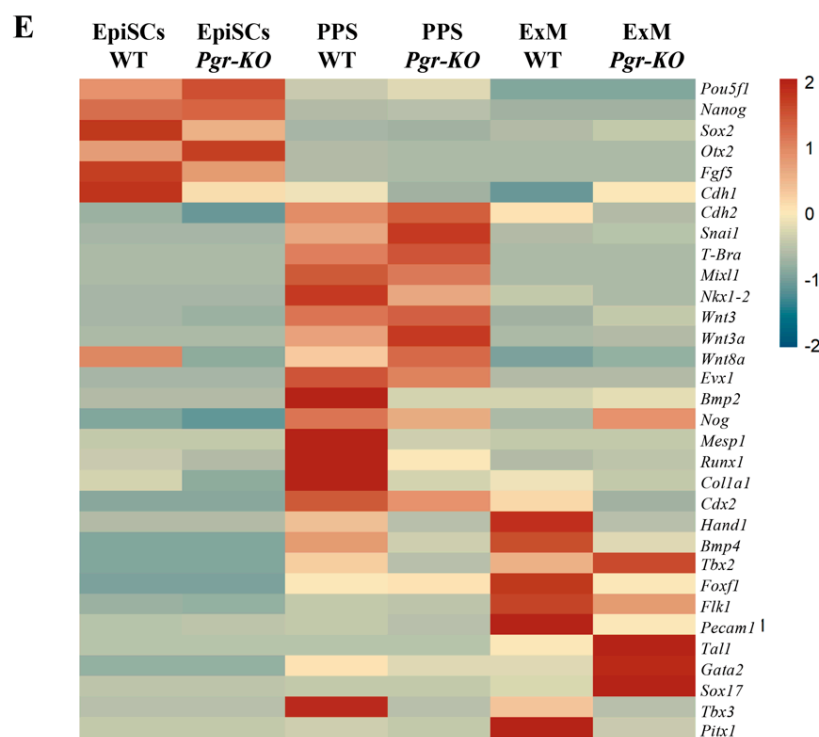 E
EpiSCs EpiSCs PPS PPS ExM ExM
WT Pgr-KO WT Pgr-KO WT Pgr-KO
Pou5f1
Nanog
Sox2
Otx2
Fgf5
Cdh1
Cdh2
Snai1
T-Bra
Mixl1
Nkx1-2
Wnt3
Wnt3a
Wnt8a
Evx1
Bmp2
Nog
Mesp1
Runx1
Col1a1
Cdx2
Hand1
Bmp4
Tbx2
Foxf1
Flk1
Pecam1 l
Tal1
Gata2
Sox17
Tbx3
Pitx1
2
1
0
-1
-2